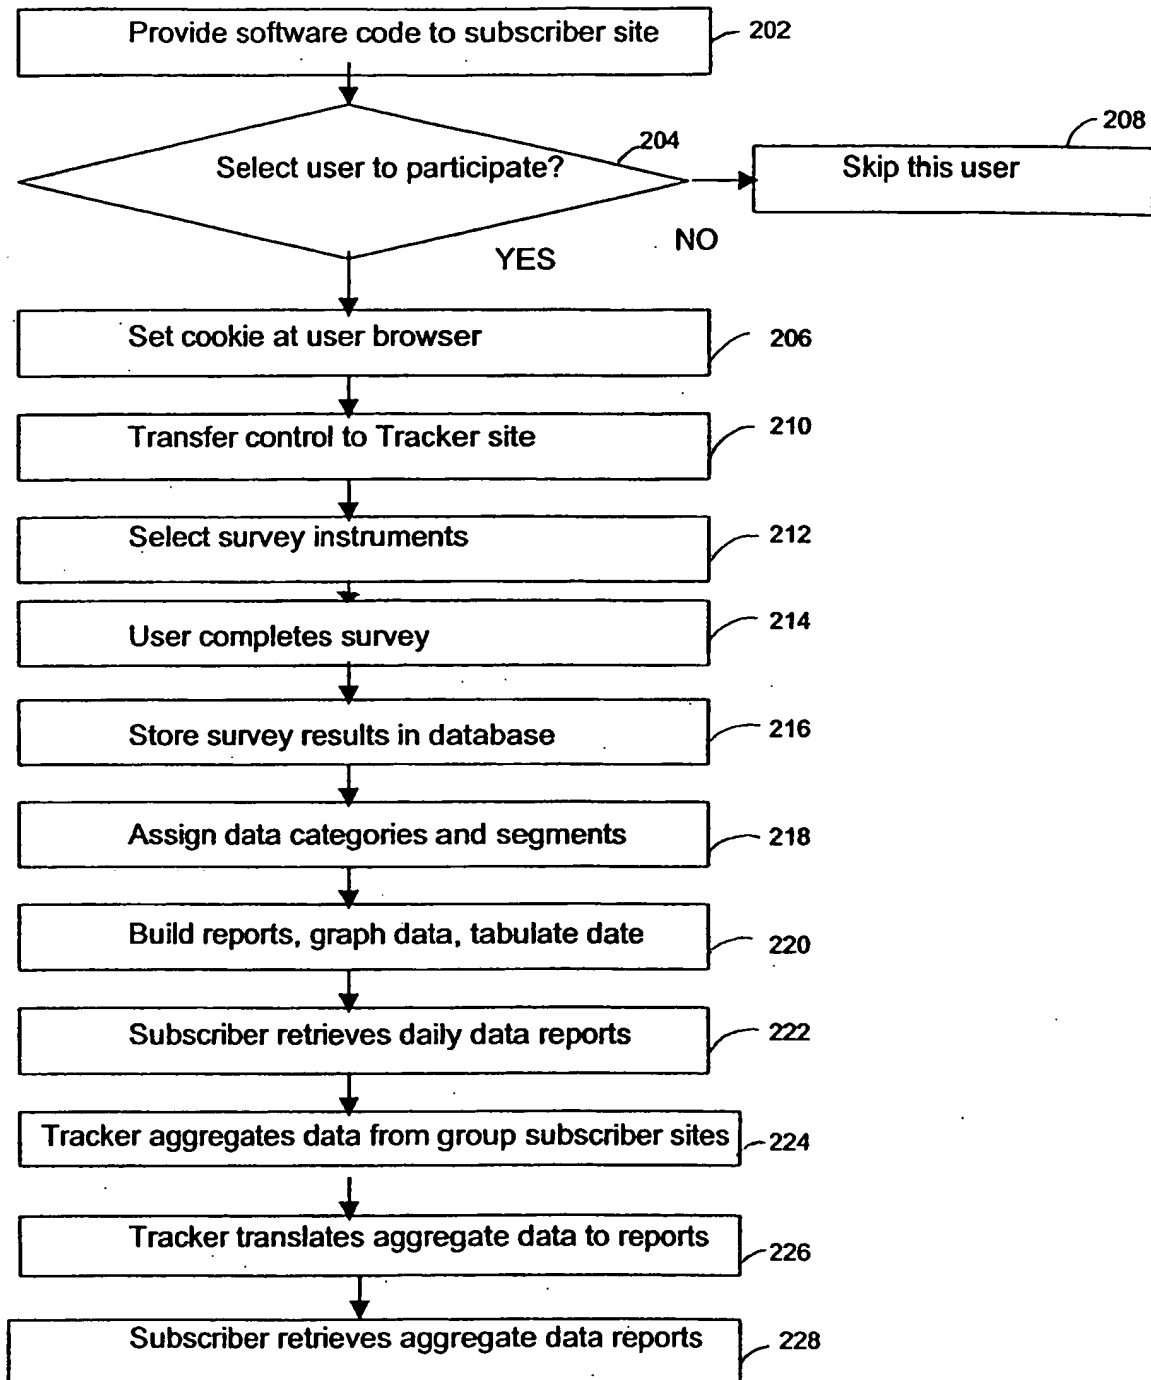 Provide software code to subscriber site
202
Select user to participate?
204
208
Skip this user
NO
YES
Set cookie at user browser
206
Transfer control to Tracker site
210
Select survey instruments
212
User completes survey
214
Store survey results in database
216
Assign data categories and segments
218
Build reports, graph data, tabulate date
220
Subscriber retrieves daily data reports
222
Tracker aggregates data from group subscriber sites
224
Tracker translates aggregate data to reports
226
Subscriber retrieves aggregate data reports
228